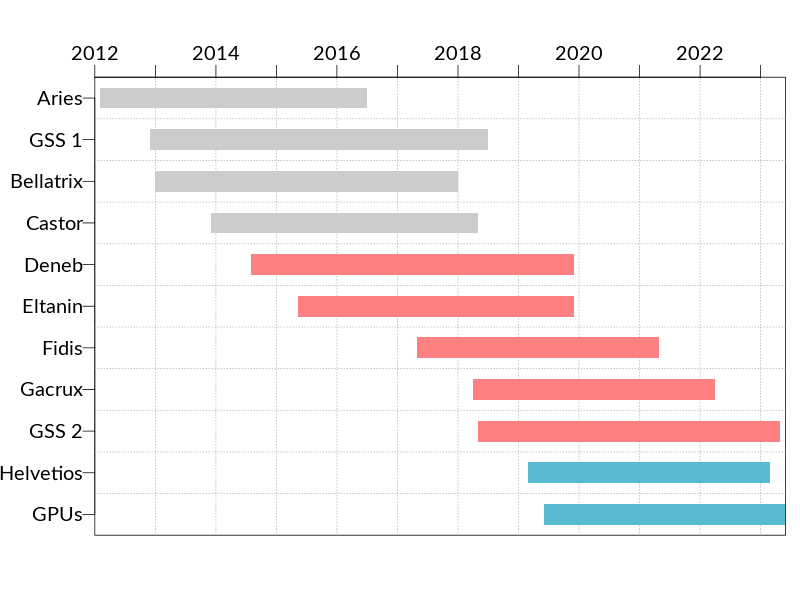 2012 2014 2016 2018 2020 2022
Aries
GSS 1
Bellatrix
Castor
Deneb
Eltanin
Fidis
Gacrux
GSS 2
Helvetios
GPUs